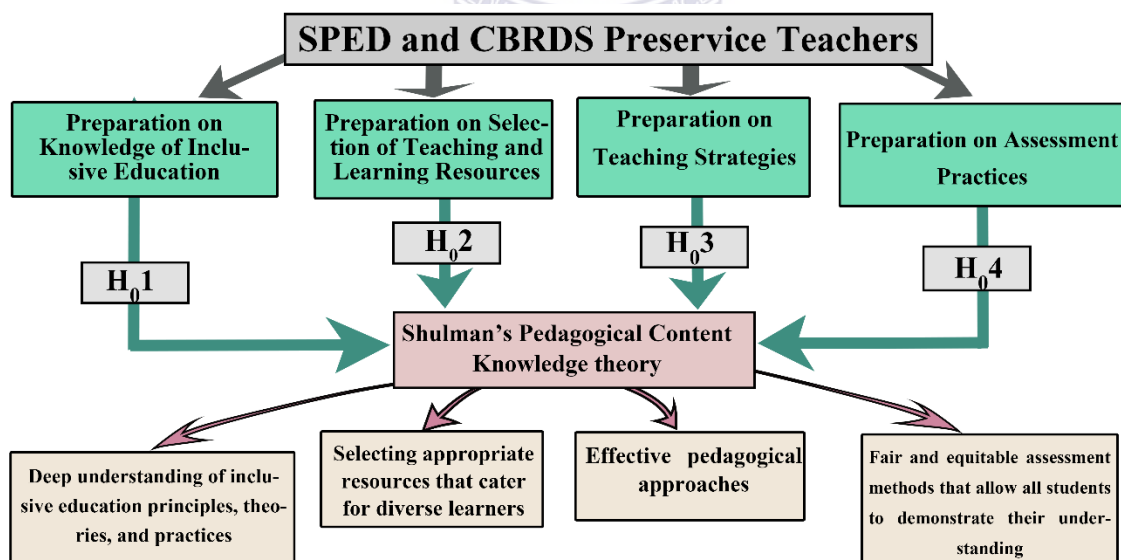 SPED and CBRDS Preservice Teachers
Preparation on
Knowledge of Inclu-
sive Education
Preparation on Selec-
tion of Teaching and
Learning Resources
Preparation on
Teaching Strategies
Preparation on Assessment
Practices
H₀1
H₀2
H₀3
H₀4
Shulman’s Pedagogical Content
Knowledge theory
Deep understanding of inclu-
sive education principles, theo-
ries, and practices
Selecting appropriate
resources that cater
for diverse learners
Effective pedagogical
approaches
Fair and equitable assessment
methods that allow all students
to demonstrate their under-
standing